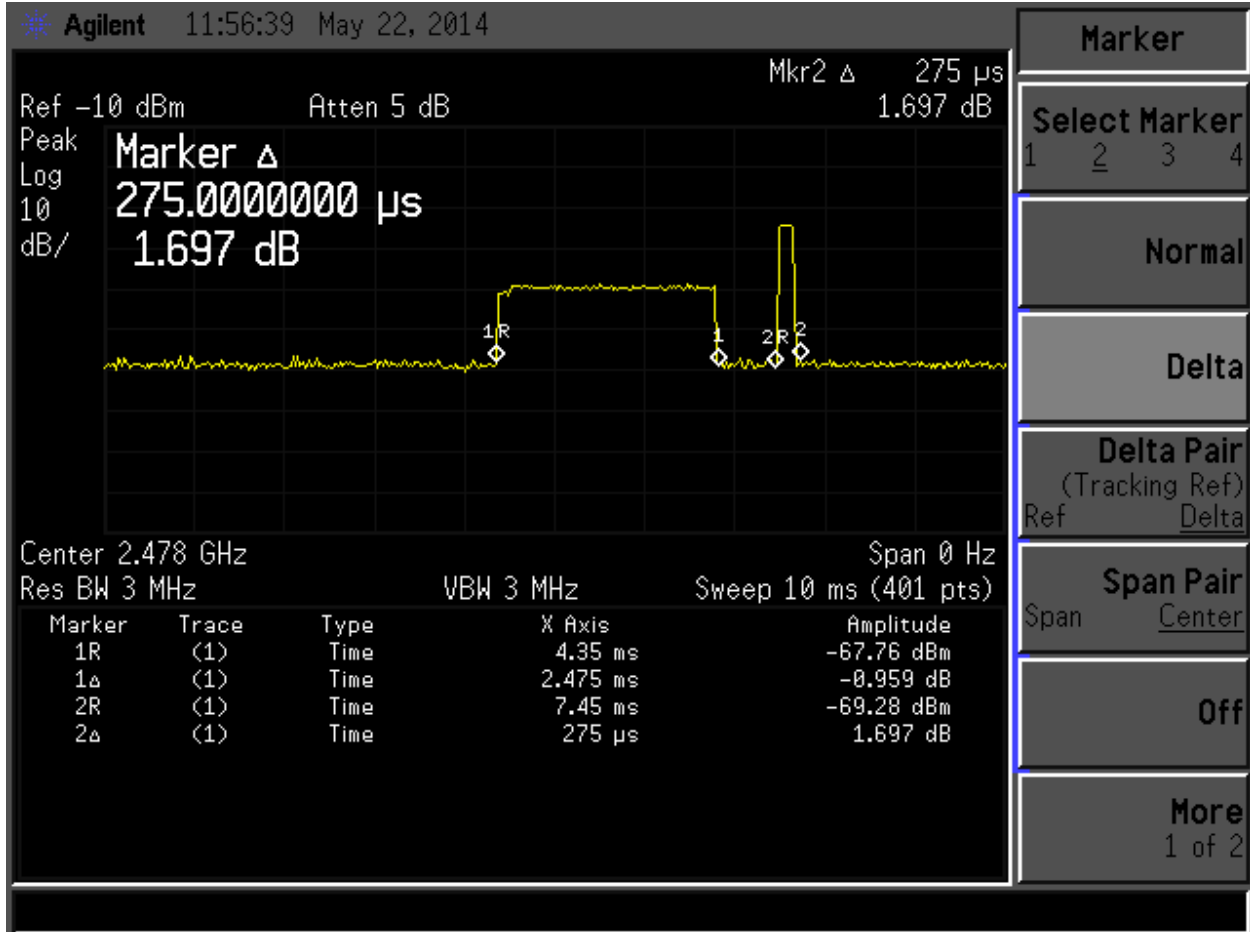 Agilent 11:56:39 May 22, 2014
Mkr2 Δ 275 µs
Ref -10 dBm Atten 5 dB 1.697 dB
Peak
Log
10
dB/
Marker Δ
275.0000000 µs
1.697 dB
1R
1
2R
2
Center 2.478 GHz Span 0 Hz
Res BW 3 MHz VBW 3 MHz Sweep 10 ms (401 pts)
Marker Trace Type X Axis Amplitude
1R (1) Time 4.35 ms -67.76 dBm
1Δ (1) Time 2.475 ms -0.959 dB
2R (1) Time 7.45 ms -69.28 dBm
2Δ (1) Time 275 µs 1.697 dB
Marker
Select Marker
1 2 3 4
Normal
Delta
Delta Pair
(Tracking Ref)
Ref Delta
Span Pair
Span Center
Off
More
1 of 2